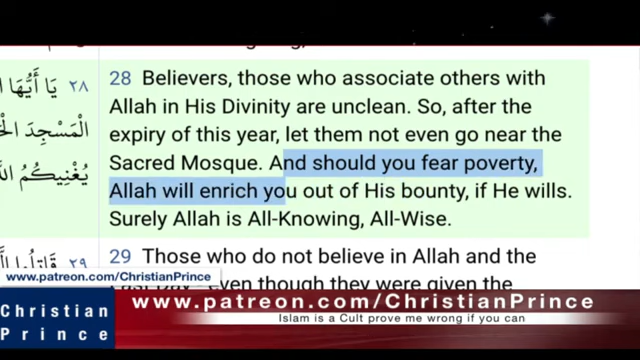 28 Believers, those who associate others with
يَا أَيُّهَا ٢٨
Allah in His Divinity are unclean. So, after the
expiry of this year, let them not even go near the
Sacred Mosque. And should you fear poverty,
Allah will enrich you out of His bounty, if He wills.
Surely Allah is All-Knowing, All-Wise.
29 Those who do not believe in Allah and the
٢٩
www.patreon.com/ChristianPrince
Last Day - even though they were given the
Christian
Prince
www.patreon.com/ChristianPrince
Islam is a Cult prove me wrong if you can